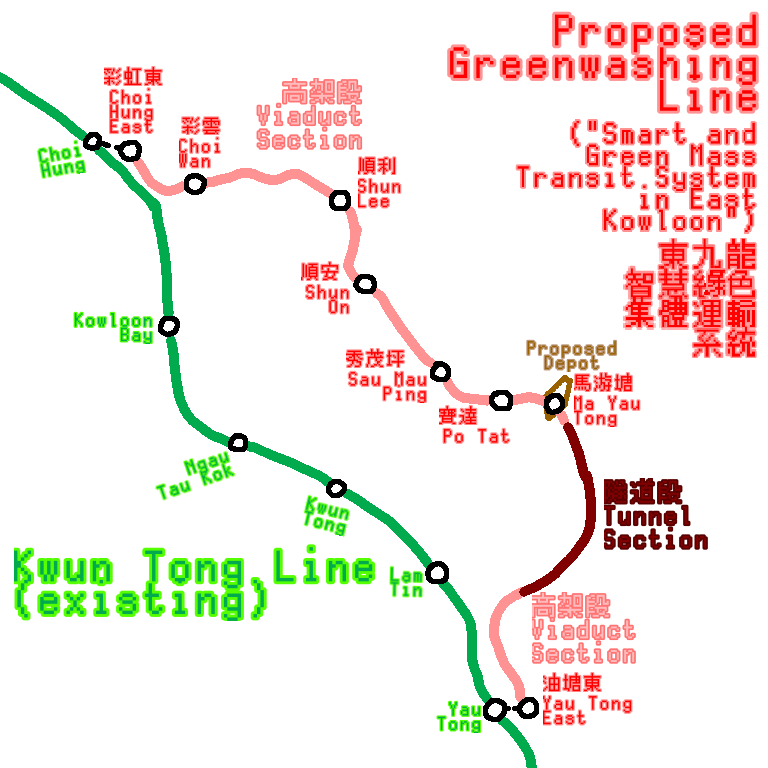 Proposed
Greenwashing
Line
("Smart and
Green Mass
Transit System
in East
Kowloon")
東九龍
智慧綠色
集體運輸
系統
彩虹東
Choi
Hung
East
Choi
Hung
彩雲
Choi
Wan
高架段
Viaduct
Section
順利
Shun
Lee
順安
Shun
On
Kowloon
Bay
秀茂坪
Sau Mau
Ping
寶達
Po Tat
Proposed
Depot
馬游塘
Ma Yau
Tong
Ngau
Tau Kok
Kwun
Tong
隧道段
Tunnel
Section
Kwun Tong Line
(existing)
Lam
Tin
高架段
Viaduct
Section
油塘東
Yau Tong
East
Yau
Tong